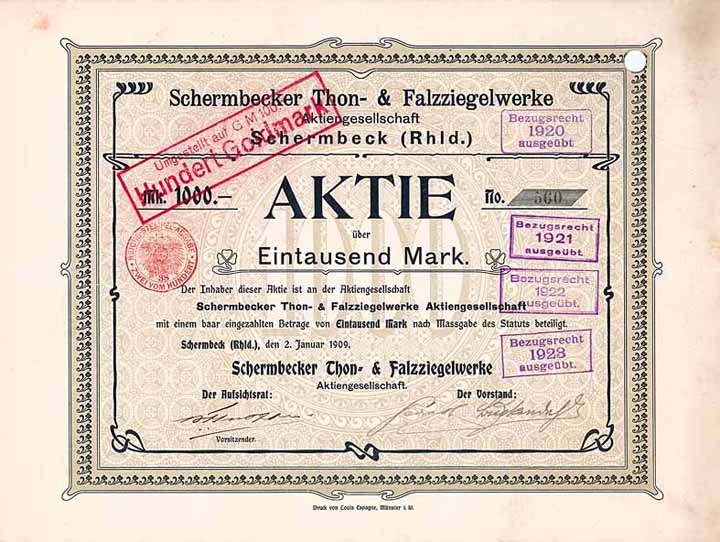 Schermbecker Thon- & Falzziegelwerke
Aktiengesellschaft
Schermbeck (Rhld.)
Umgestellt auf G.M. 100.
Hundert Goldmark
Bezugsrecht
1920
ausgeübt.
Mk. 1000.—
AKTIE
No. 560
über
Eintausend Mark.
1000
Bezugsrecht
1921
ausgeübt.
Bezugsrecht
1922
ausgeübt.
Bezugsrecht
1923
ausgeübt.
ZWEI VOM HUNDERT
Der Inhaber dieser Aktie ist an der Aktiengesellschaft
Schermbecker Thon- & Falzziegelwerke Aktiengesellschaft
mit einem baar eingezahlten Betrage von Eintausend Mark nach Massgabe des Statuts beteiligt.
Schermbeck (Rhld.), den 2. Januar 1909.
Schermbecker Thon- & Falzziegelwerke
Aktiengesellschaft.
Der Aufsichtsrat:
Der Vorstand:
Vorsitzender.
Druck von Louis Espagne, Münster i. W.